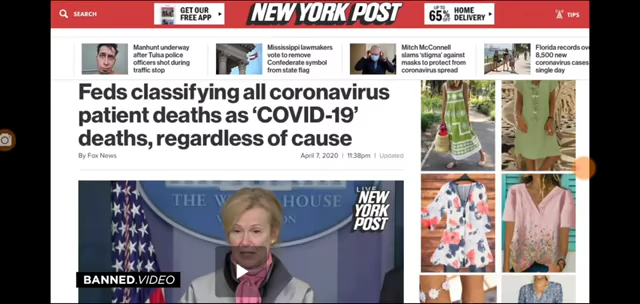 SEARCH
GET OUR
FREE APP
NEW YORK POST
UP TO
65% OFF
HOME
DELIVERY
TIPS
Manhunt underway
after Tulsa police
officers shot during
traffic stop
Mississippi lawmakers
vote to remove
Confederate symbol
from state flag
Mitch McConnell
slams 'stigma' against
masks to protect from
coronavirus spread
Florida records ove
8,500 new
coronavirus cases
single day
Feds classifying all coronavirus
patient deaths as 'COVID-19'
deaths, regardless of cause
By Fox News
April 7, 2020 | 11:38pm | Updated
THE WHITE HOUSE
WASHINGTON
LIVE
NEW
YORK
POST
BANNED.VIDEO